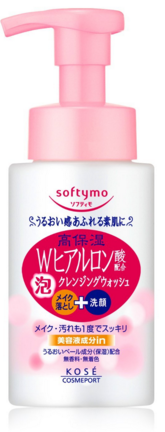 softymo
ソフティモ
うるおい感あふれる素肌に
高保湿
Wヒアルロン酸配合
泡クレンジングウォッシュ
メイク落とし+洗顔
メイク・汚れも1度でスッキリ
美容液成分in
うるおいベール成分(保湿)配合
無香料・無着色
KOSÉ
COSMEPORT